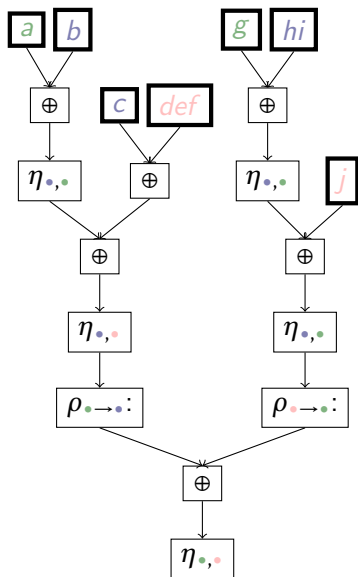 a b g hi
⊕ c def ⊕
η•,• ⊕ η•,• j
⊕ ⊕
η•,• η•,•
ρ•→•: ρ•→•:
⊕
η•,•